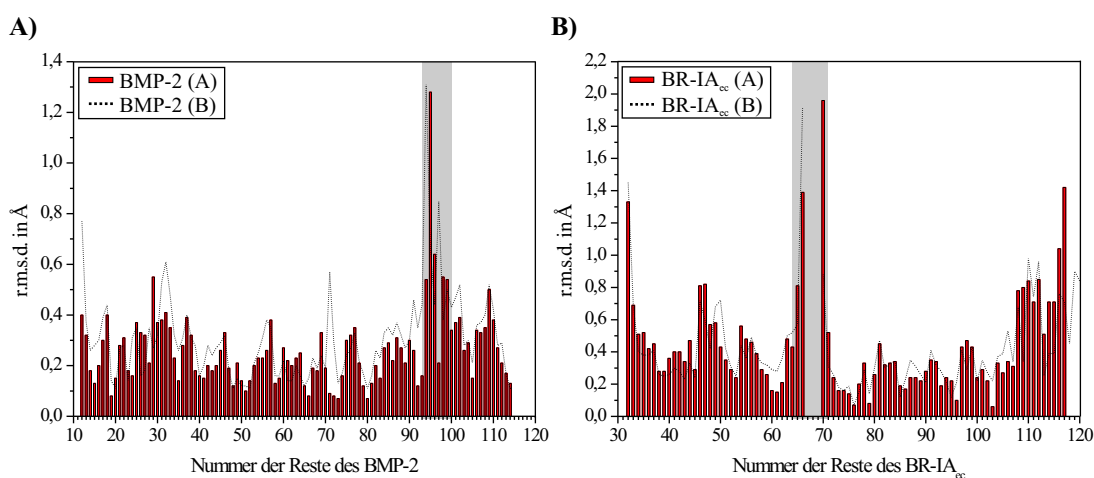 A)
1,4
1,2
1,0
0,8
0,6
0,4
0,2
0,0
r.m.s.d. in Å
BMP-2 (A)
BMP-2 (B)
10 20 30 40 50 60 70 80 90 100 110 120
Nummer der Reste des BMP-2
B)
2,2
2,0
1,8
1,6
1,4
1,2
1,0
0,8
0,6
0,4
0,2
0,0
r.m.s.d. in Å
BR-IAec (A)
BR-IAec (B)
30 40 50 60 70 80 90 100 110 120
Nummer der Reste des BR-IAec